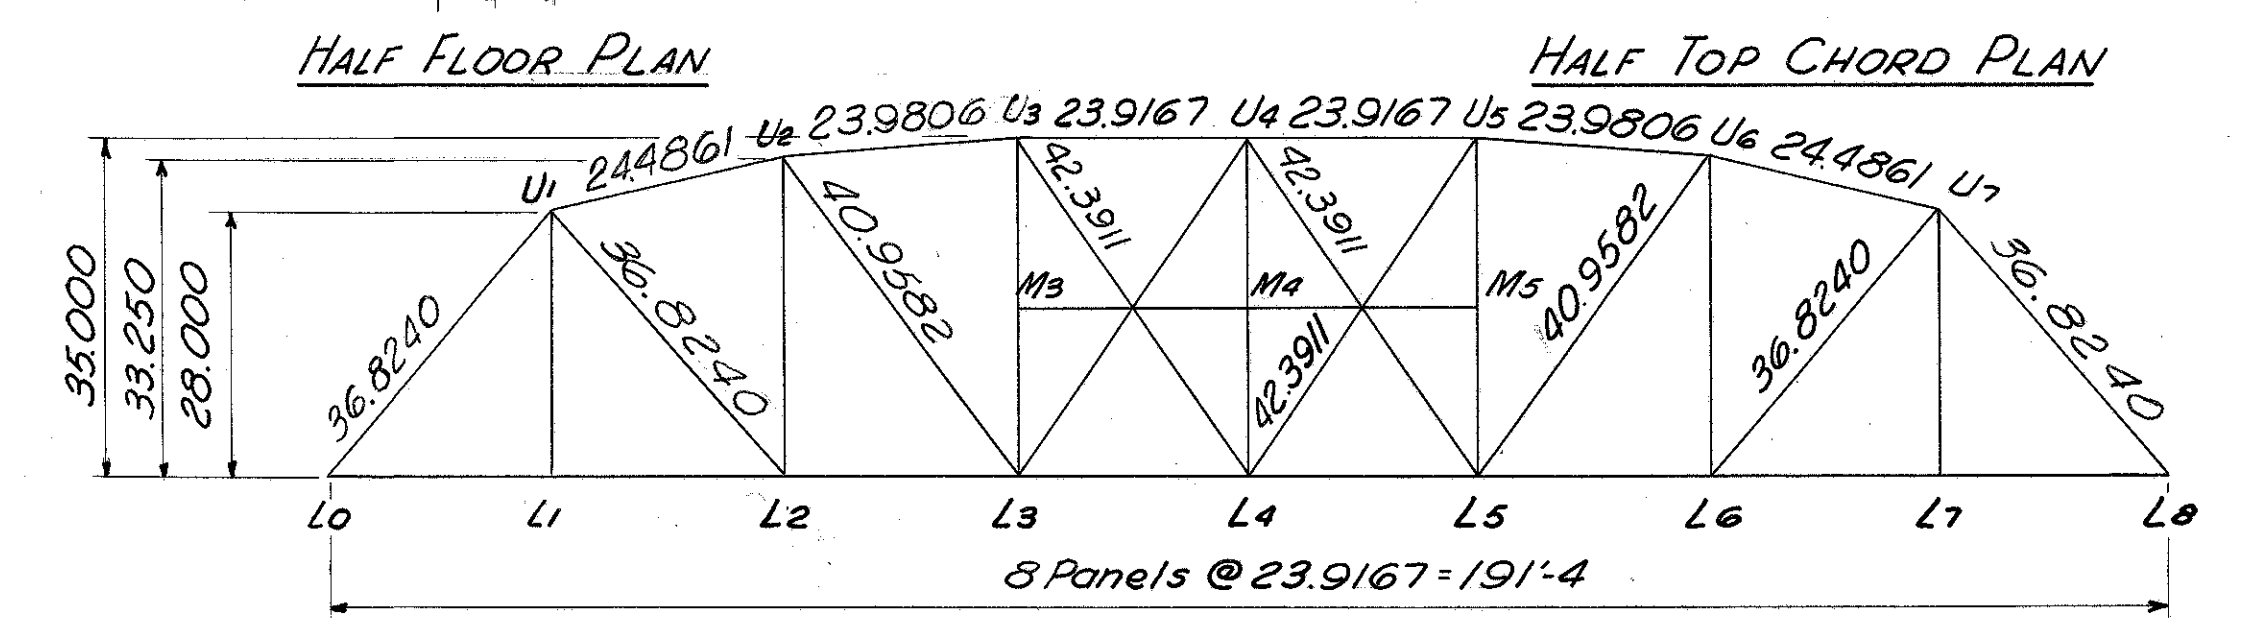 HALF FLOOR PLAN
HALF TOP CHORD PLAN
U1 24.4861 U2 23.9806 U3 23.9167 U4 23.9167 U5 23.9806 U6 24.4861 U7
35.000
33.250
28.000
36.8240
36.8240
40.9582
42.3911
42.3911
42.3911
40.9582
36.8240
36.8240
M3 M4 M5
L0 L1 L2 L3 L4 L5 L6 L7 L8
8 Panels @ 23.9167 = 191'-4